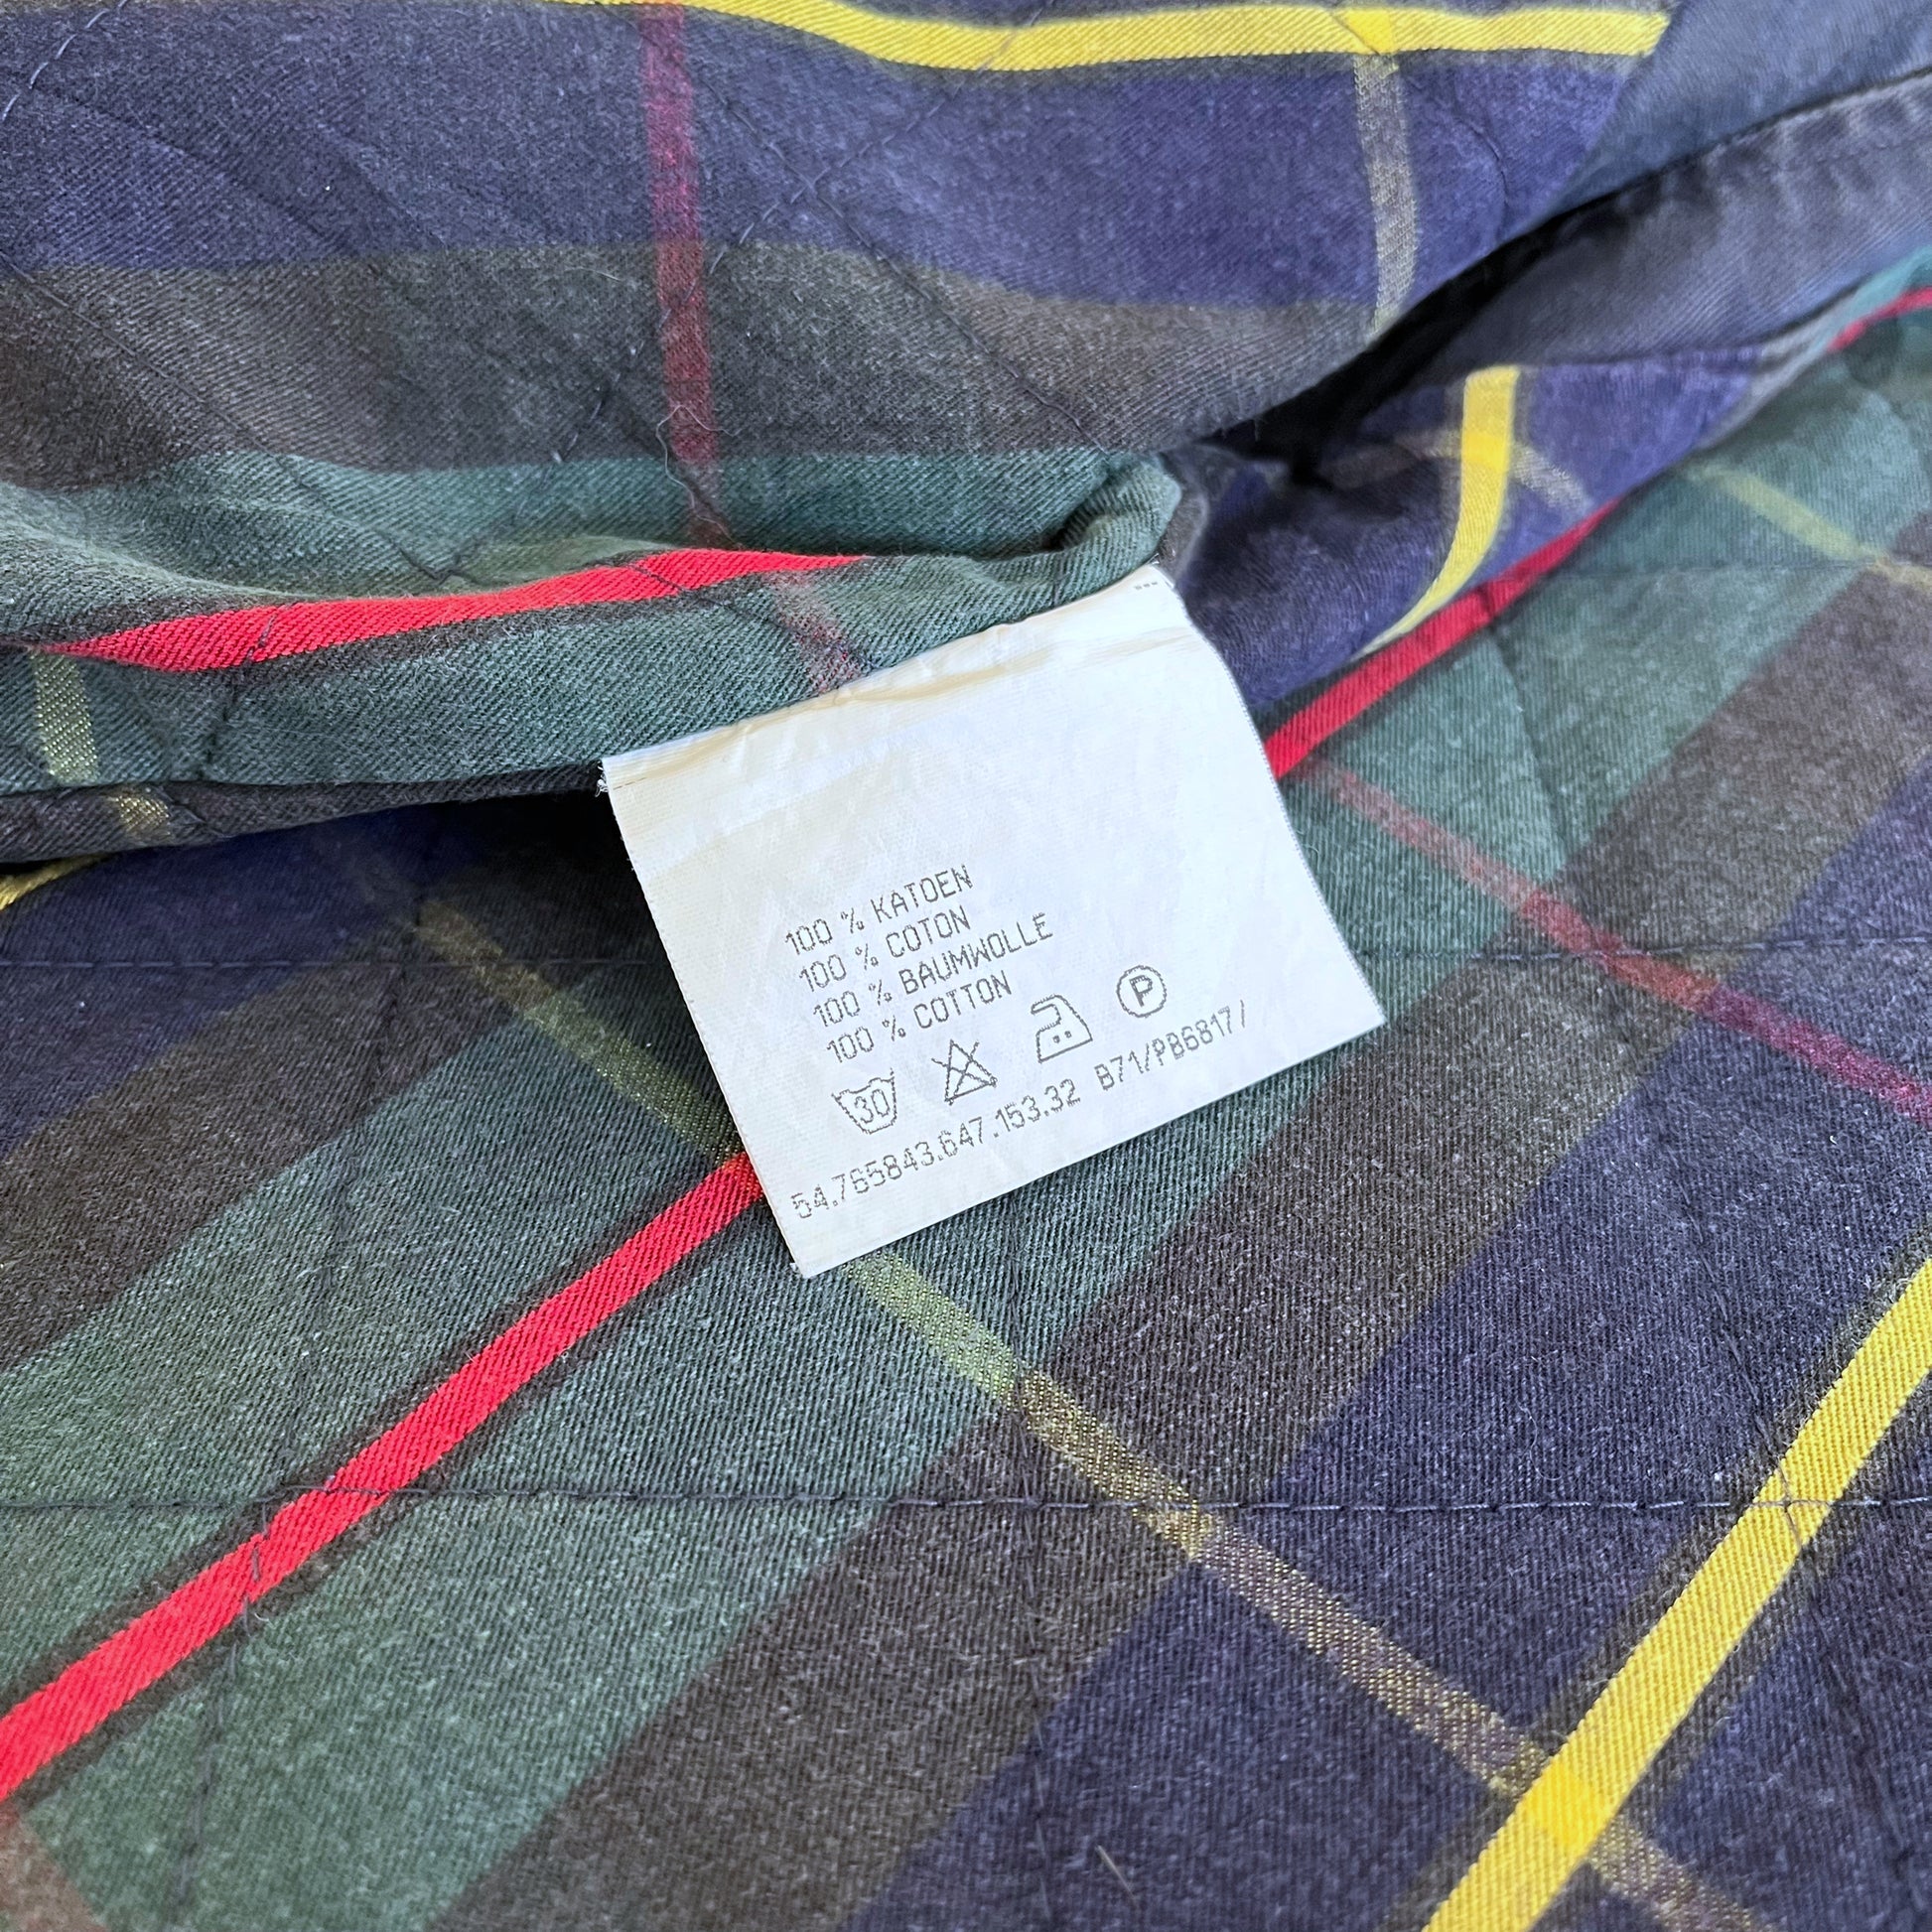 100 % KATOEN
100 % COTON
100 % BAUMWOLLE
100 % COTTON
30 P
54.765843.647.153.32 B71/PB6817/